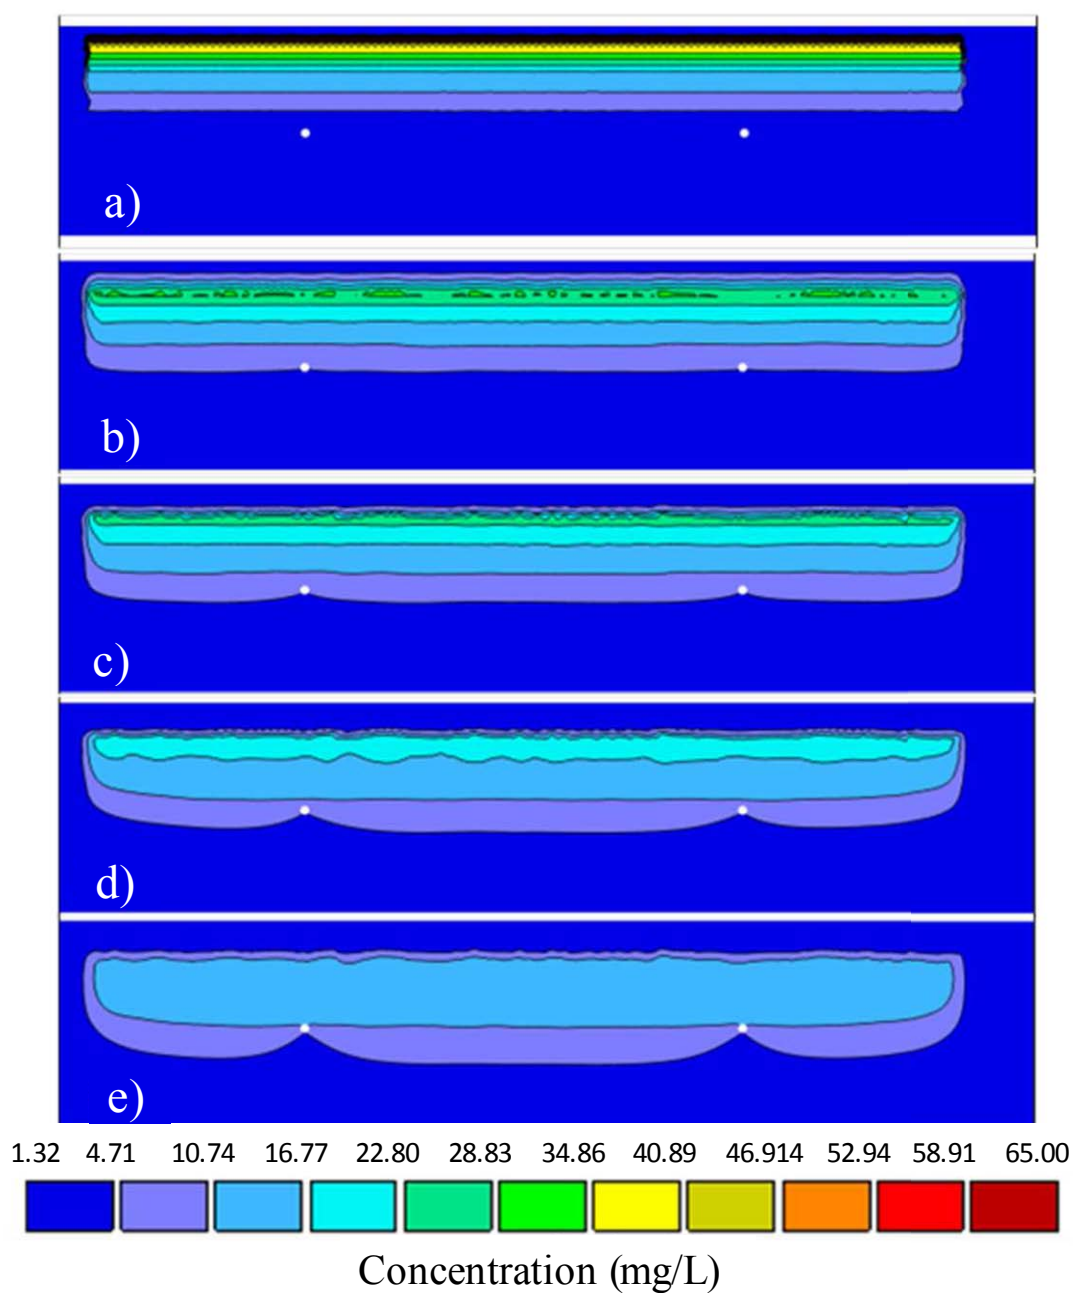 a)
b)
c)
d)
e)
1.32 4.71 10.74 16.77 22.80 28.83 34.86 40.89 46.914 52.94 58.91 65.00
Concentration (mg/L)